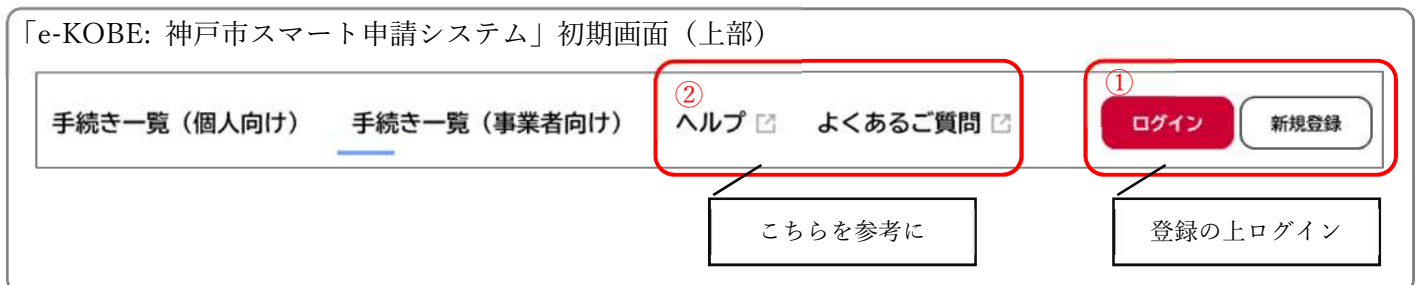 「e-KOBE: 神戸市スマート申請システム」初期画面（上部）
② ①
手続き一覧（個人向け） 手続き一覧（事業者向け） ヘルプ よくあるご質問 ログイン 新規登録
こちらを参考に 登録の上ログイン